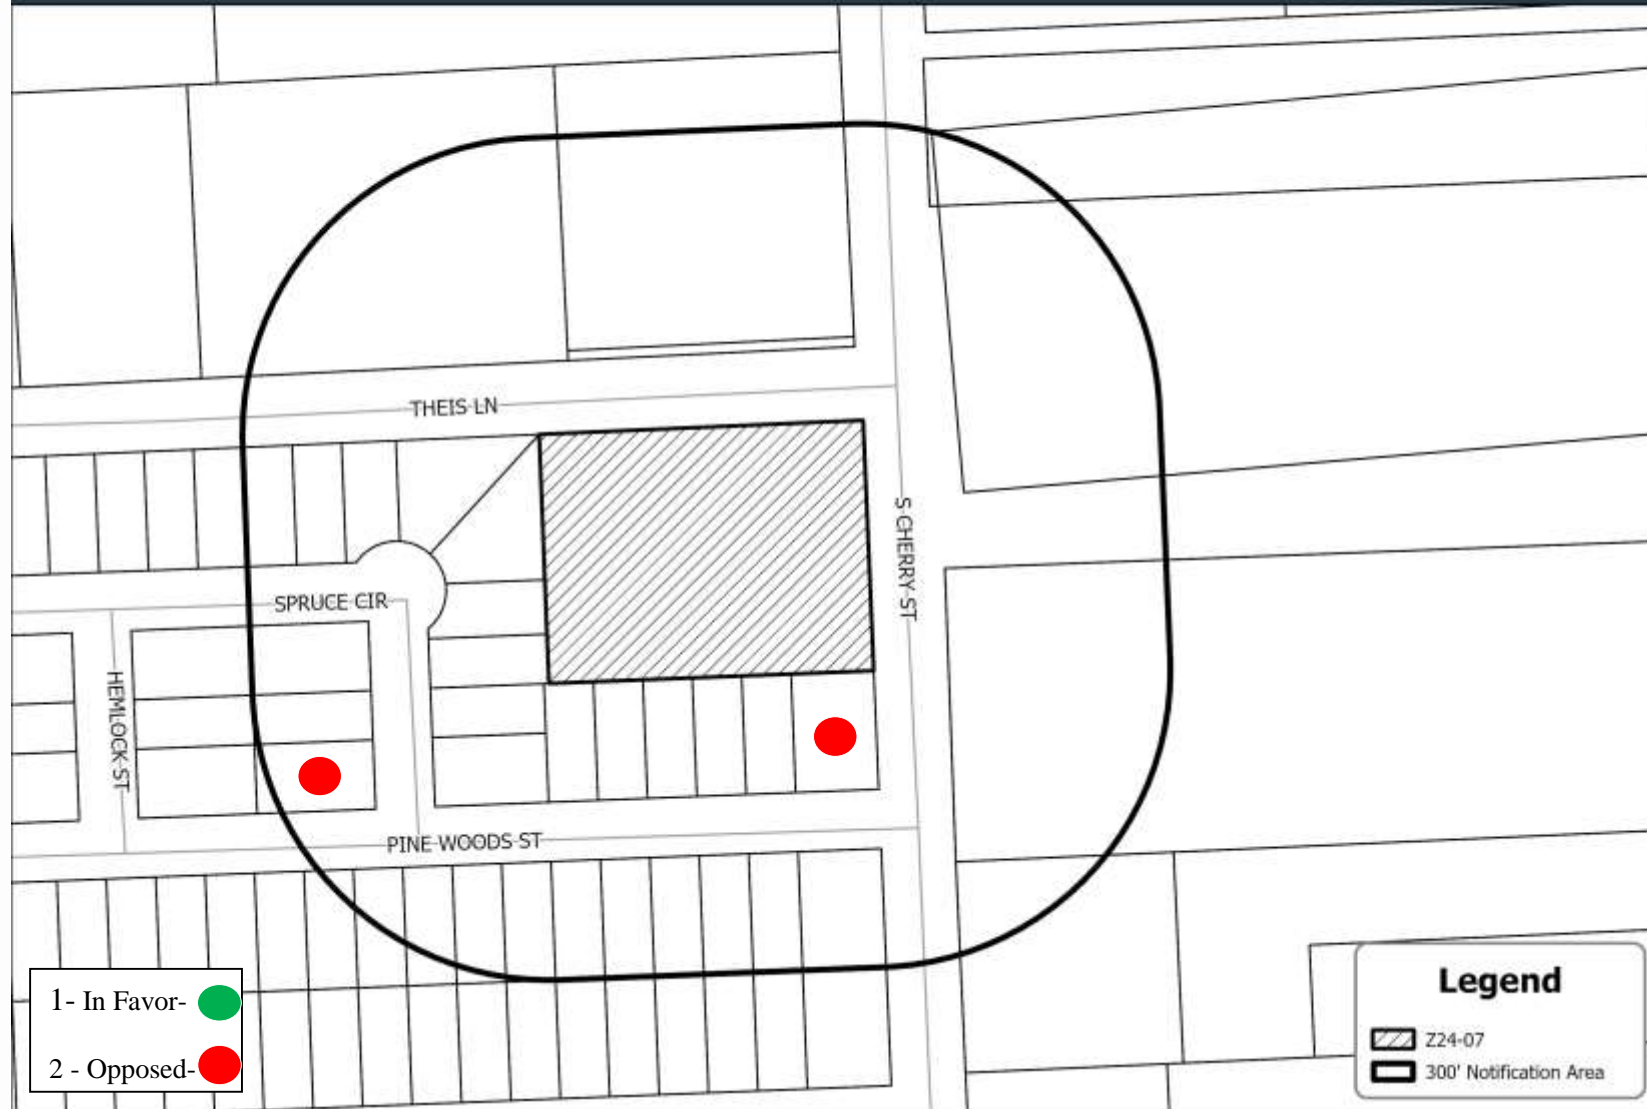 THEIS LN
S CHERRY ST
SPRUCE CIR
HEMLOCK ST
PINE WOODS ST
1- In Favor-
2 - Opposed-
Legend
Z24-07
300' Notification Area